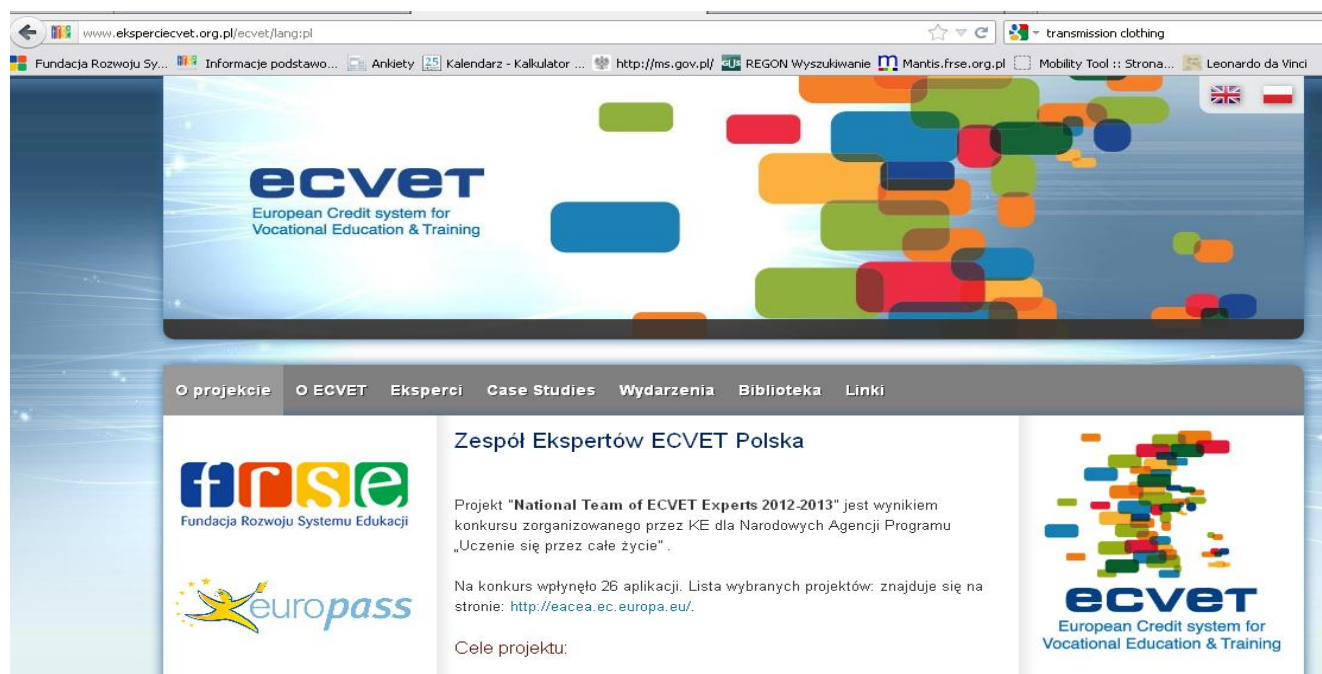 www.eksperciecvet.org.pl/ecvet/lang:pl
transmission clothing
Fundacja Rozwoju Sy... Informacje podstawo... Ankiety 25 Kalendarz - Kalkulator ... http://ms.gov.pl/ GUS REGON Wyszukiwanie m Mantis.frse.org.pl Mobility Tool :: Strona... Leonardo da Vinci
ecvet
European Credit system for
Vocational Education & Training
O projekcie O ECVET Eksperci Case Studies Wydarzenia Biblioteka Linki
frse
Fundacja Rozwoju Systemu Edukacji
europass
Zespół Ekspertów ECVET Polska
Projekt "National Team of ECVET Experts 2012-2013" jest wynikiem
konkursu zorganizowanego przez KE dla Narodowych Agencji Programu
„Uczenie się przez całe życie" .
Na konkurs wpłynęło 26 aplikacji. Lista wybranych projektów: znajduje się na
stronie: http://eacea.ec.europa.eu/.
Cele projektu:
ecvet
European Credit system for
Vocational Education & Training